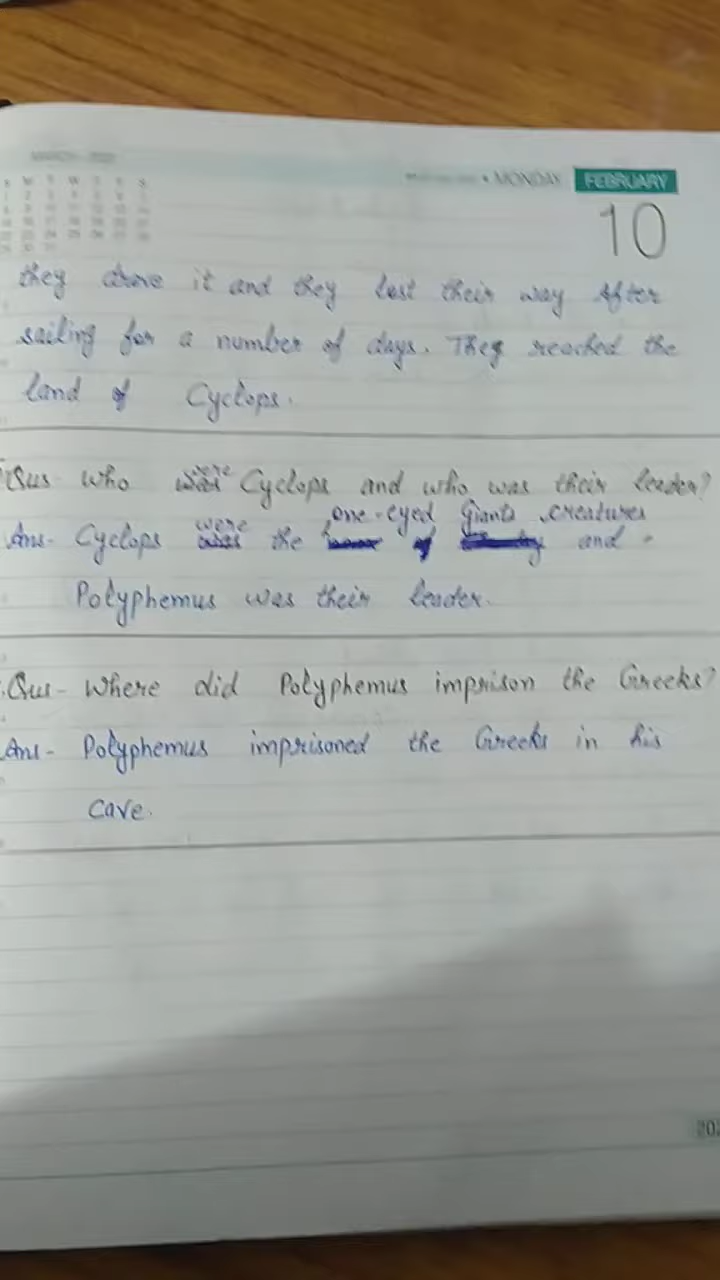 MONDAY FEBRUARY
10
they drove it and they lost their way After
sailing for a number of days. They reached the
land of Cyclops.
Qus- Who were Cyclops and who was their leader?
Ans- Cyclops were the one-eyed Giants creatures and
Polyphemus was their leader.
Qus- Where did Polyphemus imprison the Greeks?
Ans- Polyphemus imprisoned the Greeks in his
cave.